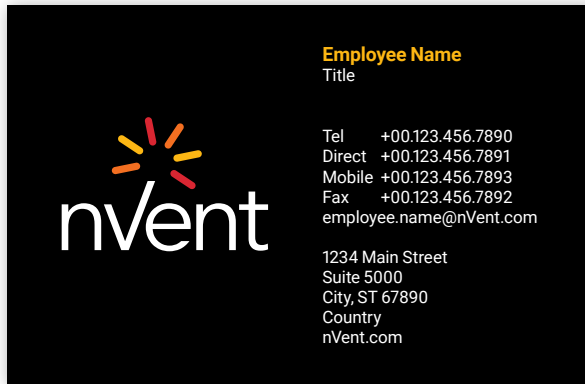 nVent
Employee Name
Title
Tel +00.123.456.7890
Direct +00.123.456.7891
Mobile +00.123.456.7893
Fax +00.123.456.7892
employee.name@nVent.com
1234 Main Street
Suite 5000
City, ST 67890
Country
nVent.com